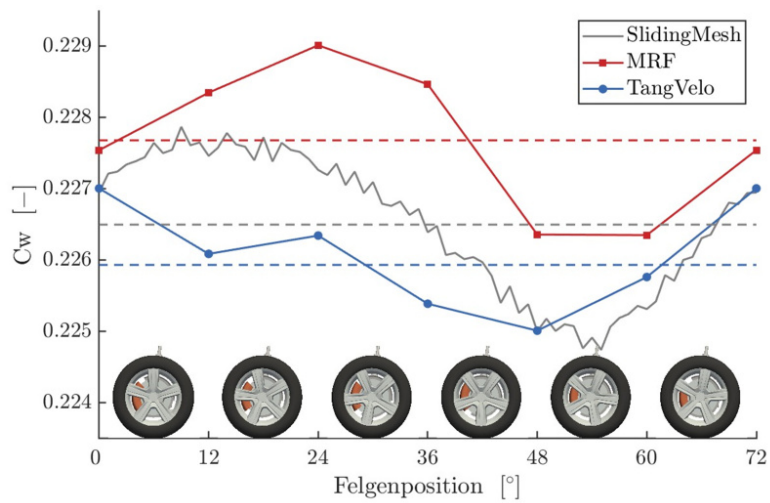 SlidingMesh
MRF
TangVelo
Cw [−]
0.229
0.228
0.227
0.226
0.225
0.224
0 12 24 36 48 60 72
Felgenposition [°]